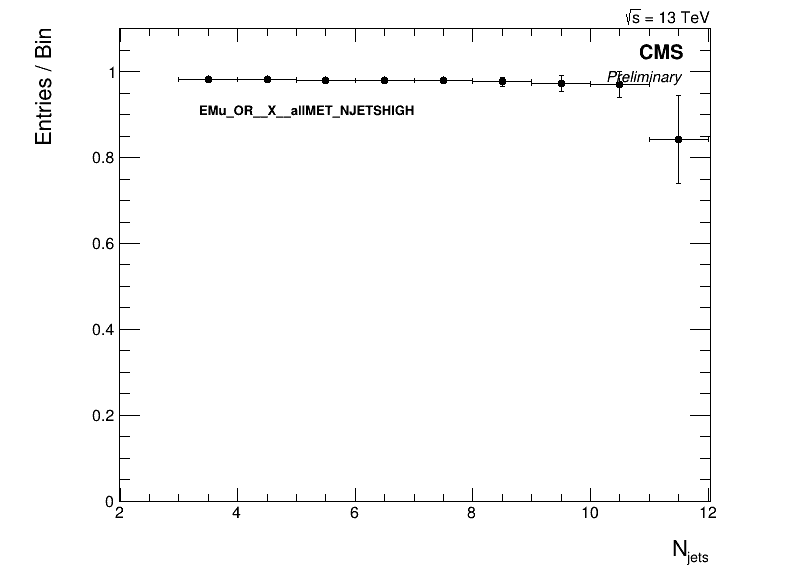 √s = 13 TeV
CMS
Preliminary
EMu_OR__X__allMET_NJETSHIGH
Entries / Bin
1
0.8
0.6
0.4
0.2
0
2 4 6 8 10 12
Njets